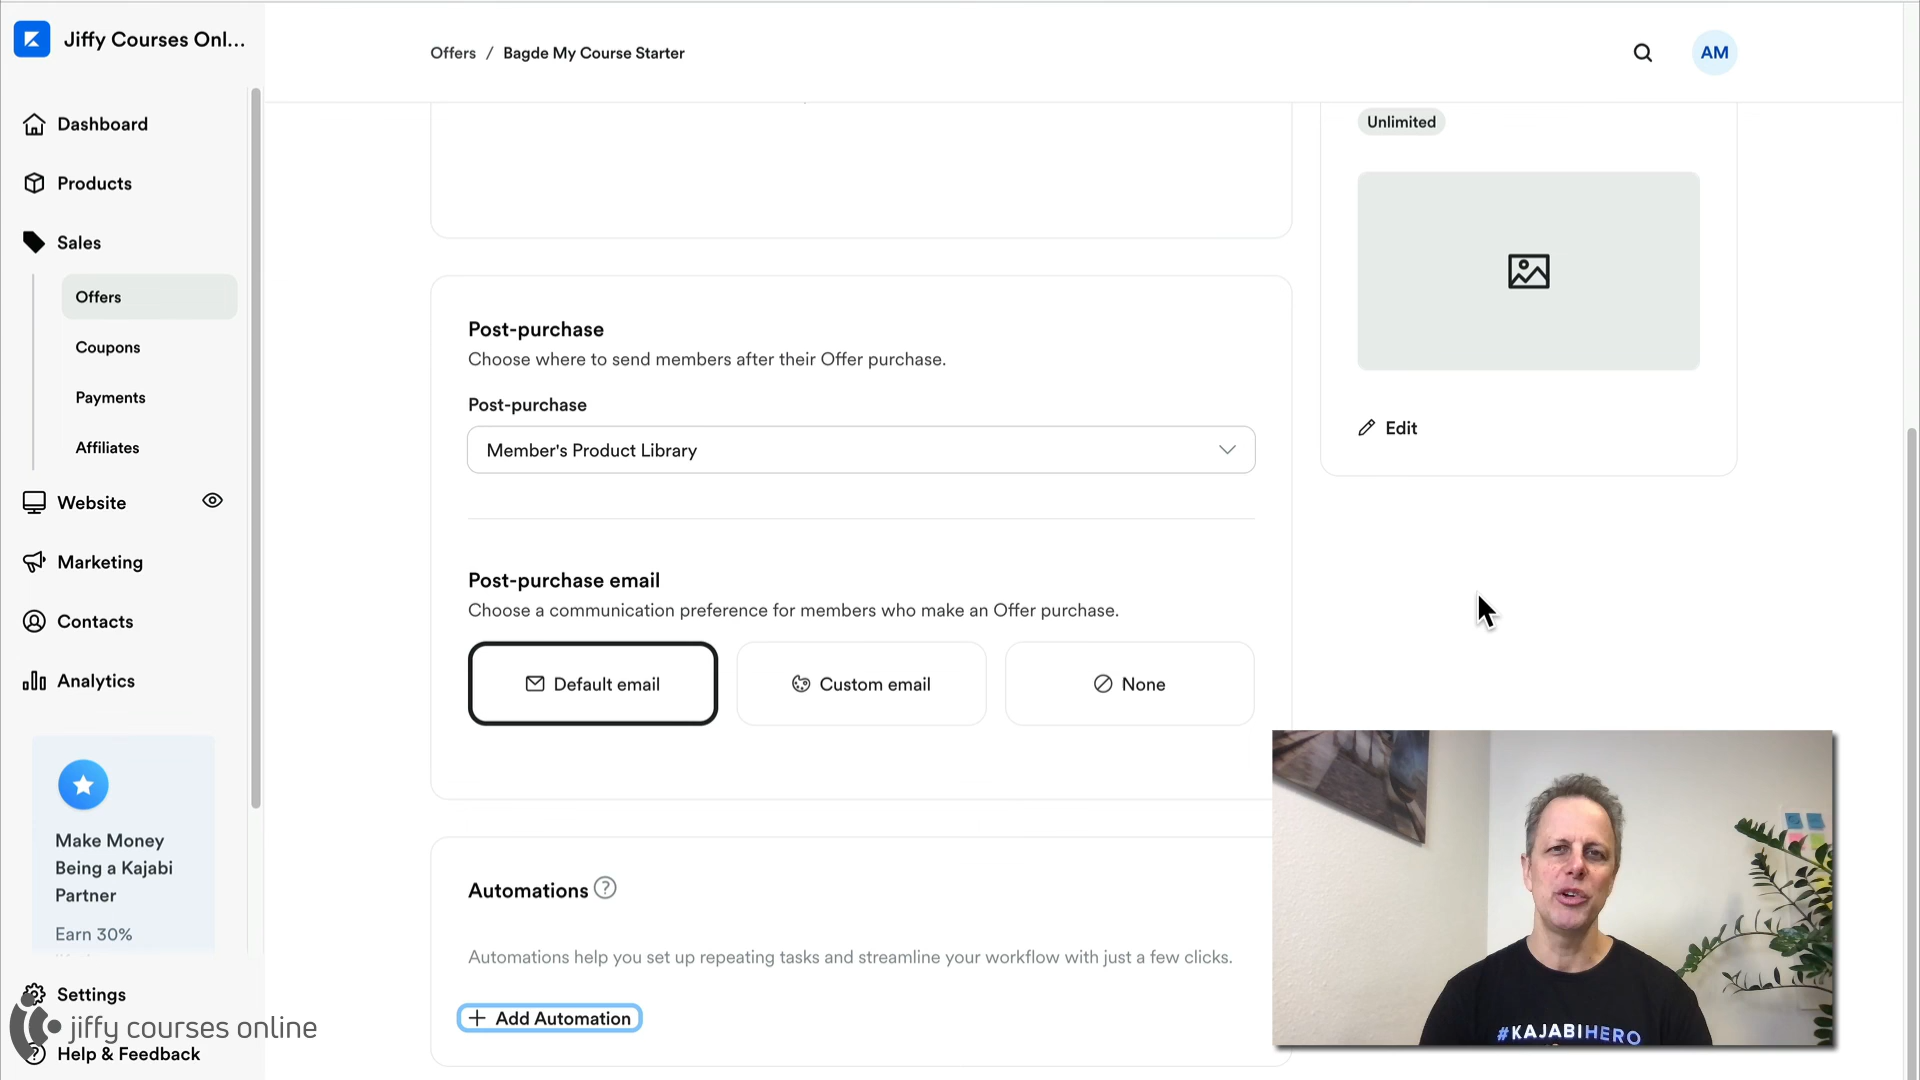 Jiffy Courses Onl...
Offers / Bagde My Course Starter
AM
Dashboard
Products
Sales
Offers
Coupons
Payments
Affiliates
Website
Marketing
Contacts
Analytics
Make Money
Being a Kajabi
Partner
Earn 30%
Settings
jiffy courses online
Help & Feedback
Unlimited
Edit
Post-purchase
Choose where to send members after their Offer purchase.
Post-purchase
Member's Product Library
Post-purchase email
Choose a communication preference for members who make an Offer purchase.
Default email
Custom email
None
Automations
Automations help you set up repeating tasks and streamline your workflow with just a few clicks.
+ Add Automation
#KAJABIHERO